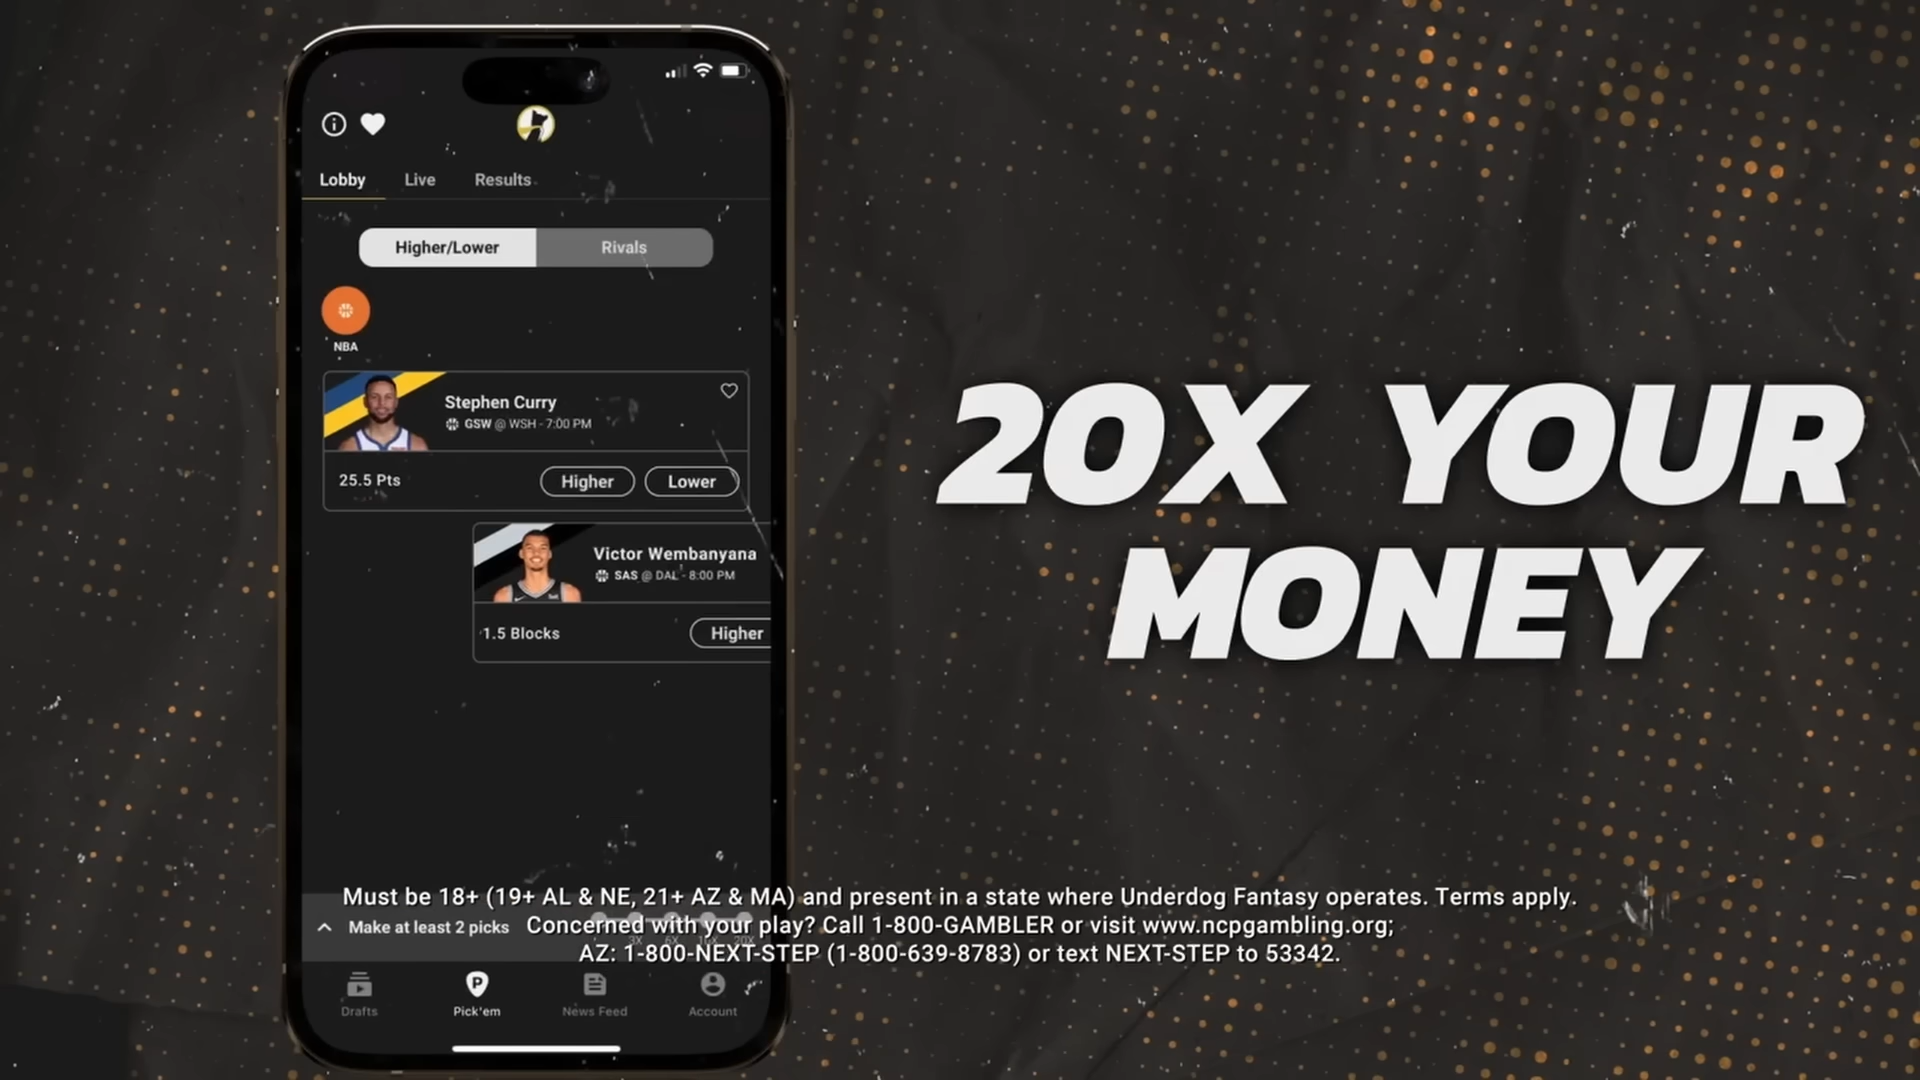 Lobby Live Results
Higher/Lower Rivals
NBA
Stephen Curry
GSW @ WSH - 7:00 PM
25.5 Pts Higher Lower
Victor Wembanyana
SAS @ DAL - 8:00 PM
1.5 Blocks Higher
20X YOUR
MONEY
Must be 18+ (19+ AL & NE, 21+ AZ & MA) and present in a state where Underdog Fantasy operates. Terms apply.
Make at least 2 picks
Concerned with your play? Call 1-800-GAMBLER or visit www.ncpgambling.org;
AZ: 1-800-NEXT-STEP (1-800-639-8783) or text NEXT-STEP to 53342.
Drafts Pick'em News Feed Account